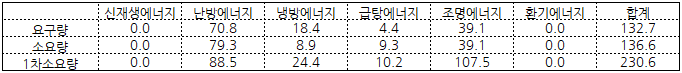 신재생에너지 난방에너지 냉방에너지 급탕에너지 조명에너지 환기에너지 합계
요구량 0.0 70.8 18.4 4.4 39.1 0.0 132.7
소요량 0.0 79.3 8.9 9.3 39.1 0.0 136.6
1차소요량 0.0 88.5 24.4 10.2 107.5 0.0 230.6